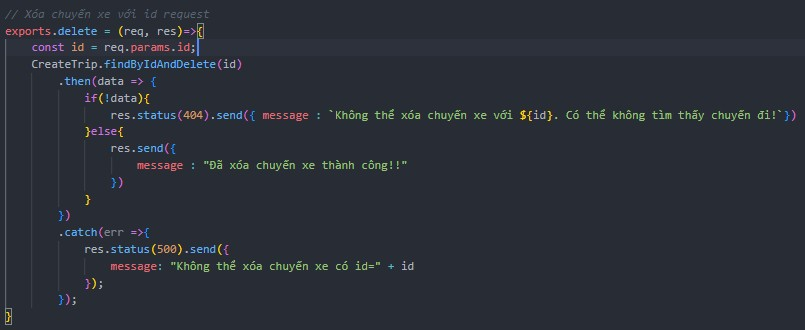 // Xóa chuyến xe với id request
exports.delete = (req, res)=>{
    const id = req.params.id;
    CreateTrip.findByIdAndDelete(id)
        .then(data => {
            if(!data){
                res.status(404).send({ message : `Không thể xóa chuyến xe với ${id}. Có thể không tìm thấy chuyến đi!`})
            }else{
                res.send({
                    message : "Đã xóa chuyến xe thành công!!"
                })
            }
        })
        .catch(err =>{
            res.status(500).send({
                message: "Không thể xóa chuyến xe có id=" + id
            });
        });
}